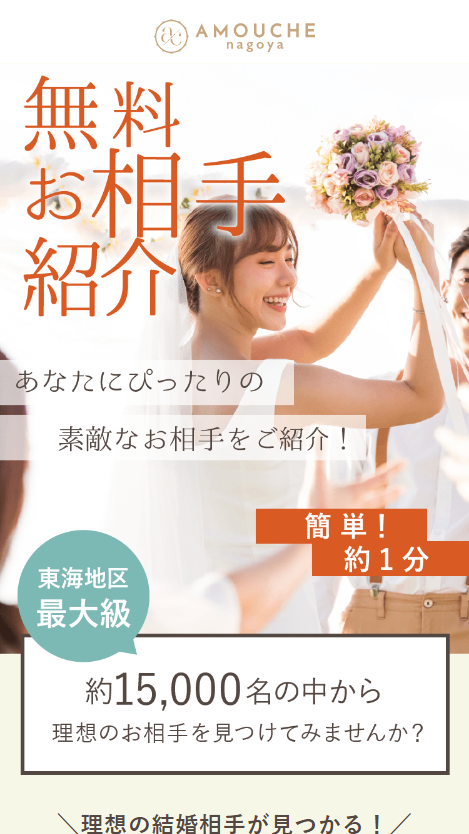 AMOUCHE
nagoya
無料
お相手
紹介
あなたにぴったりの
素敵なお相手をご紹介！
簡単！
約1分
東海地区
最大級
約15,000名の中から
理想のお相手を見つけてみませんか？
＼理想の結婚相手が見つかる！／